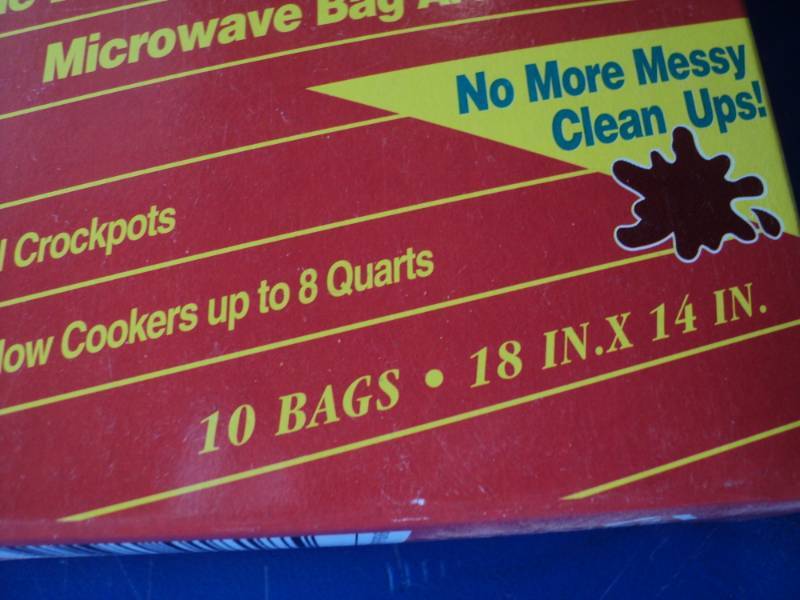 Microwave Bag
No More Messy
Clean Ups!
Crockpots
Cookers up to 8 Quarts
10 BAGS • 18 IN.X 14 IN.